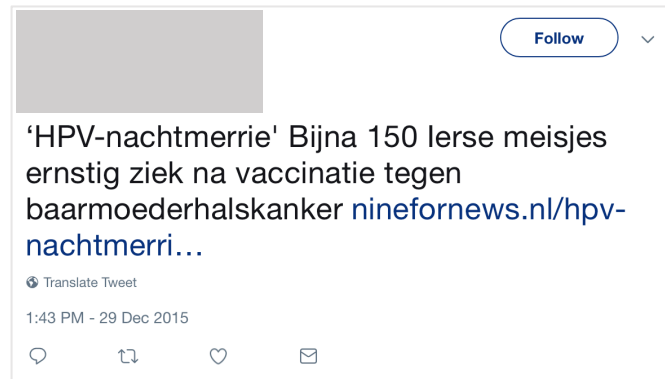 Follow
‘HPV-nachtmerrie' Bijna 150 Ierse meisjes
ernstig ziek na vaccinatie tegen
baarmoederhalskanker ninefornews.nl/hpv-
nachtmerri…
Translate Tweet
1:43 PM - 29 Dec 2015